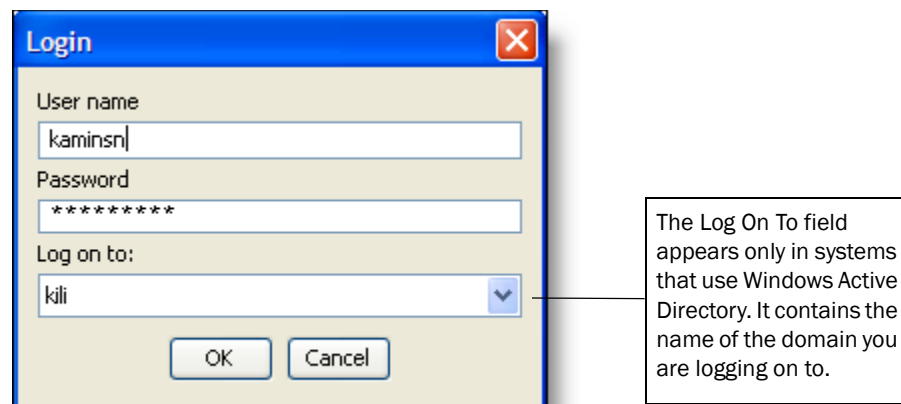 Login
User name
kaminsn
Password
*********
Log on to:
kili
OK Cancel
The Log On To field
appears only in systems
that use Windows Active
Directory. It contains the
name of the domain you
are logging on to.